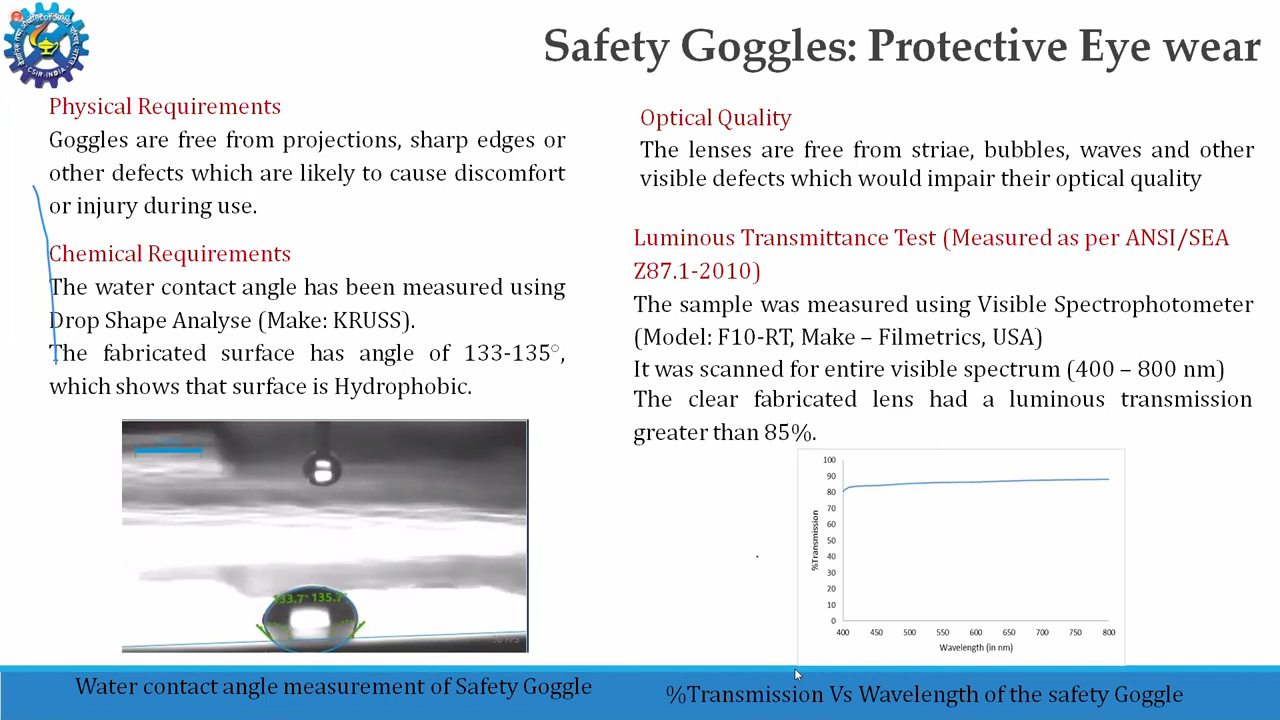 CSIR-INDIA
Safety Goggles: Protective Eye wear
Physical Requirements
Goggles are free from projections, sharp edges or
other defects which are likely to cause discomfort
or injury during use.
Chemical Requirements
The water contact angle has been measured using
Drop Shape Analyse (Make: KRUSS).
The fabricated surface has angle of 133-135°,
which shows that surface is Hydrophobic.
133.7° 135.7°
Water contact angle measurement of Safety Goggle
Optical Quality
The lenses are free from striae, bubbles, waves and other
visible defects which would impair their optical quality
Luminous Transmittance Test (Measured as per ANSI/SEA
Z87.1-2010)
The sample was measured using Visible Spectrophotometer
(Model: F10-RT, Make – Filmetrics, USA)
It was scanned for entire visible spectrum (400 – 800 nm)
The clear fabricated lens had a luminous transmission
greater than 85%.
%Transmission
100
90
80
70
60
50
40
30
20
10
0
400 450 500 550 600 650 700 750 800
Wavelength (in nm)
%Transmission Vs Wavelength of the safety Goggle